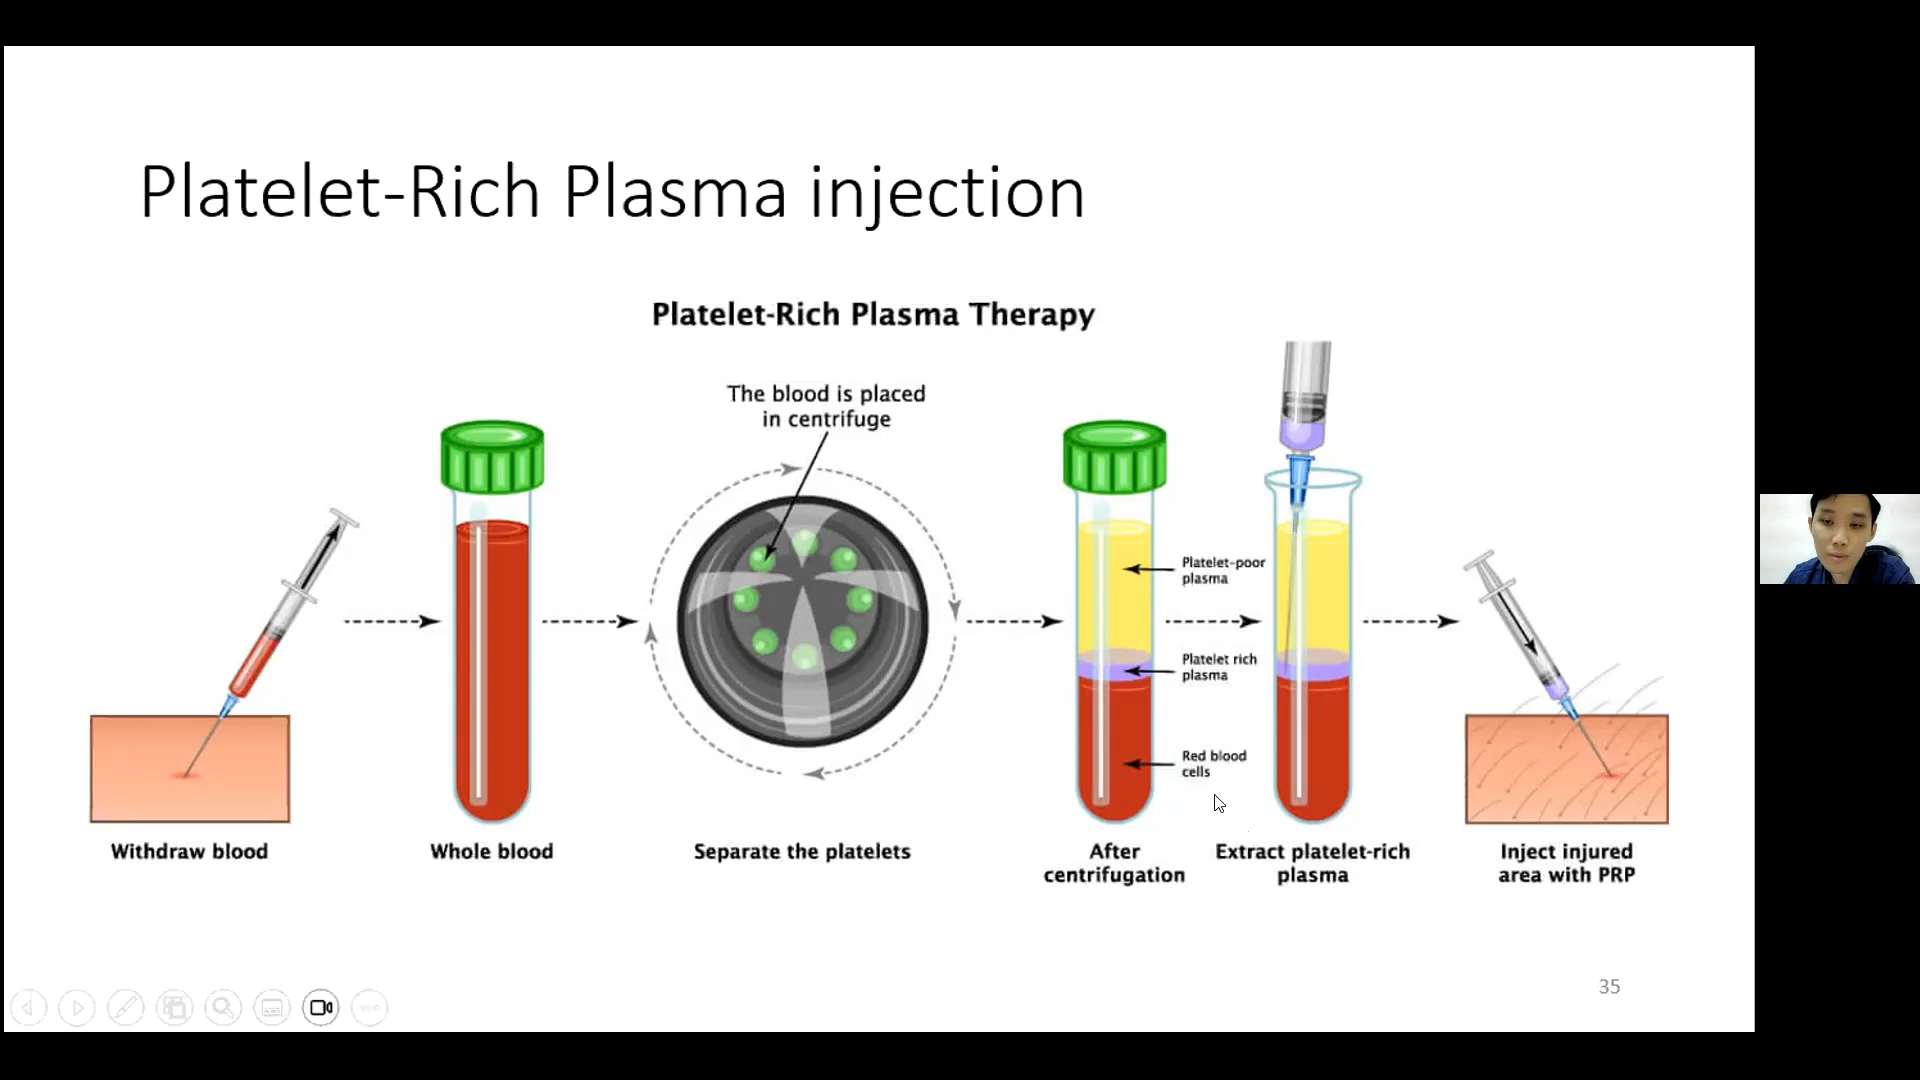 Platelet-Rich Plasma injection
Platelet-Rich Plasma Therapy
The blood is placed
in centrifuge
Platelet-poor
plasma
Platelet rich
plasma
Red blood
cells
Withdraw blood
Whole blood
Separate the platelets
After
centrifugation
Extract platelet-rich
plasma
Inject injured
area with PRP
35